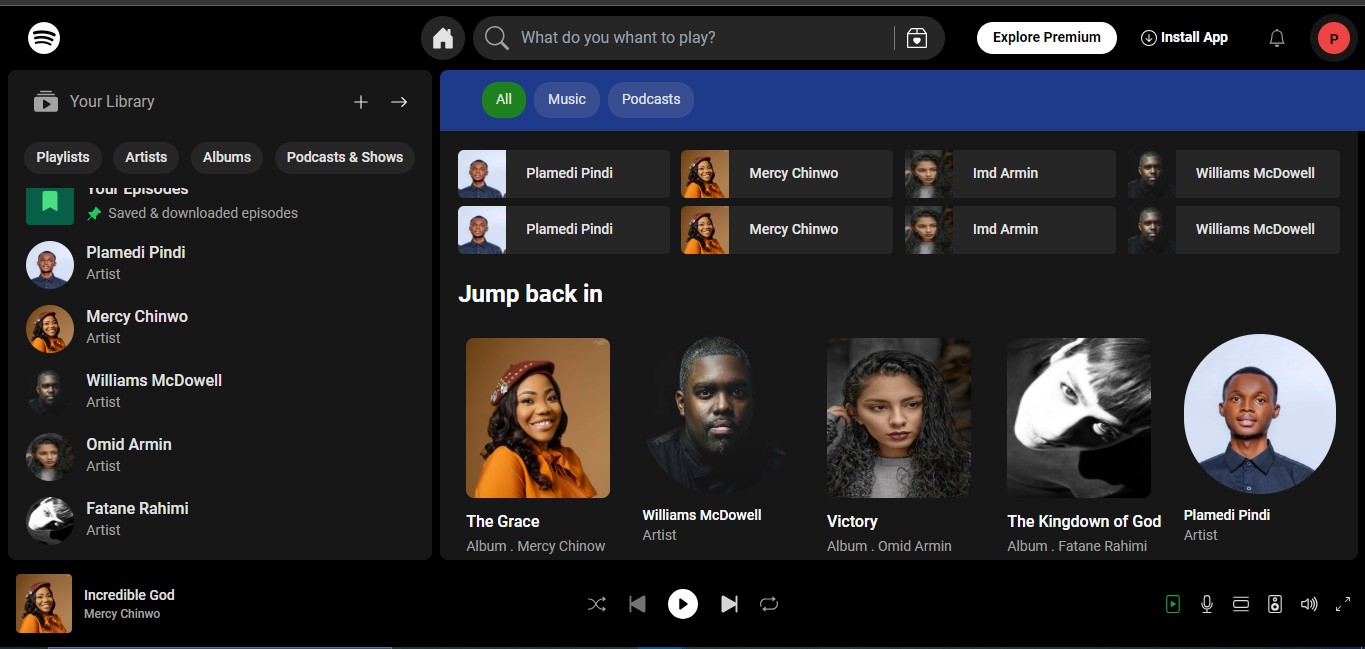 What do you whant to play?
Explore Premium
Install App
P
Your Library
Playlists
Artists
Albums
Podcasts & Shows
Your Episodes
Saved & downloaded episodes
Plamedi Pindi
Artist
Mercy Chinwo
Artist
Williams McDowell
Artist
Omid Armin
Artist
Fatane Rahimi
Artist
All
Music
Podcasts
Plamedi Pindi
Mercy Chinwo
Imd Armin
Williams McDowell
Plamedi Pindi
Mercy Chinwo
Imd Armin
Williams McDowell
Jump back in
The Grace
Album . Mercy Chinow
Williams McDowell
Artist
Victory
Album . Omid Armin
The Kingdown of God
Album . Fatane Rahimi
Plamedi Pindi
Artist
Incredible God
Mercy Chinwo